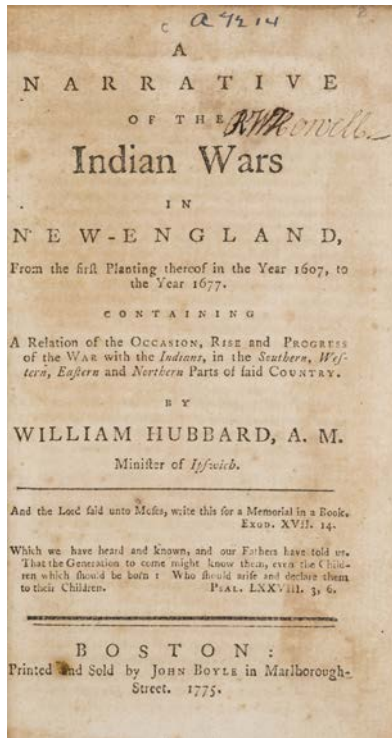 c a 4214
A
NARRATIVE
OF THE
RWHowell
Indian Wars
IN
NEW-ENGLAND,
From the firſt Planting thereof in the Year 1607, to
the Year 1677.
CONTAINING
A Relation of the OCCASION, RISE and PROGRESS
of the WAR with the Indians, in the Southern, Weſ-
tern, Eaſtern and Northern Parts of ſaid COUNTRY.
BY
WILLIAM HUBBARD, A. M.
Miniſter of Ipſwich.
And the Lord ſaid unto Moſes, write this for a Memorial in a Book.
EXOD. XVII. 14.
Which we have heard and known, and our Fathers have told us.
That the Generation to come might know them, even the Child-
ren which ſhould be born : Who ſhould ariſe and declare them
to their Children. PSAL. LXXVIII. 3, 6.
BOSTON:
Printed and Sold by JOHN BOYLE in Marlborough-
Street. 1775.